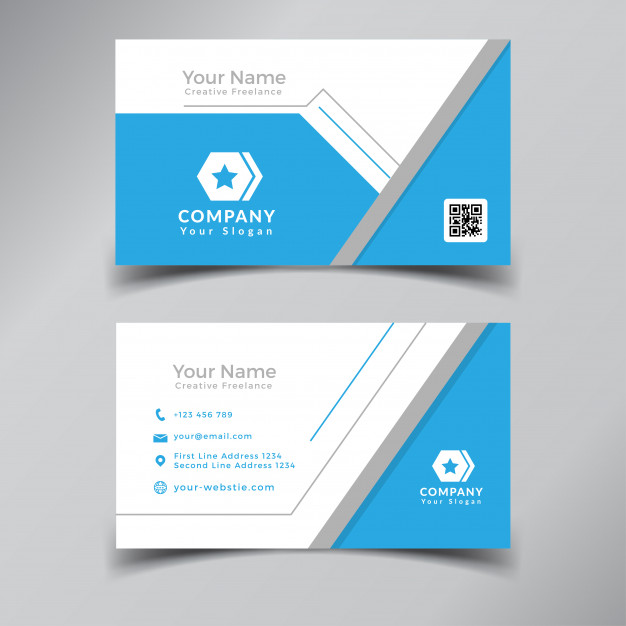 Your Name
Creative Freelance
COMPANY
Your Slogan
Your Name
Creative Freelance
+123 456 789
your@email.com
First Line Address 1234
Second Line Address 1234
your-webstie.com
COMPANY
Your Slogan